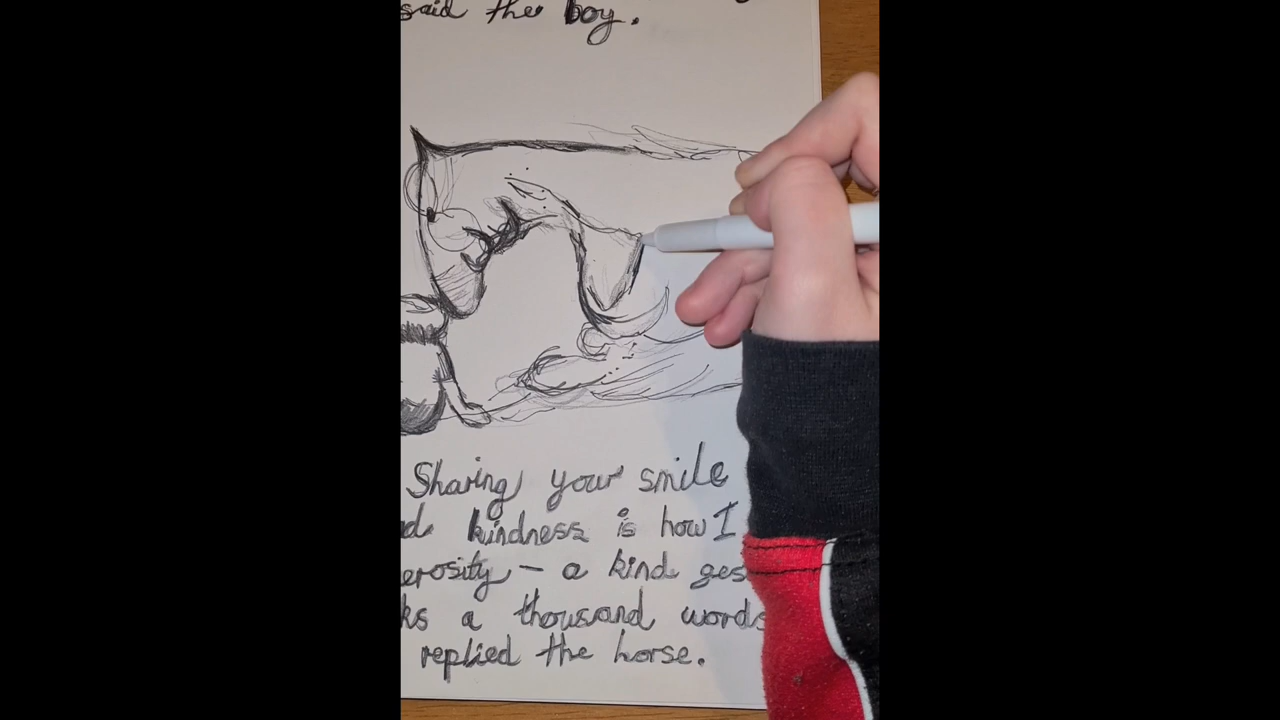 said the boy.
Sharing your smile
d kindness is how I
erosity - a kind ges
ks a thousand words
replied the horse.